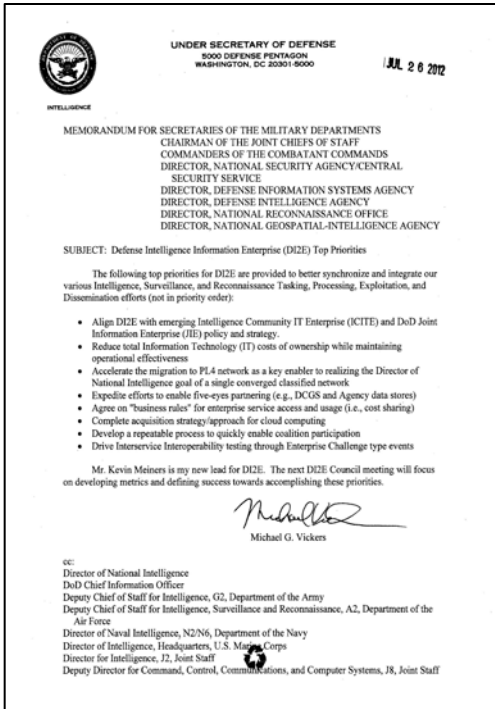 UNDER SECRETARY OF DEFENSE
5000 DEFENSE PENTAGON
WASHINGTON, DC 20301-5000
JUL 26 2012
INTELLIGENCE
MEMORANDUM FOR SECRETARIES OF THE MILITARY DEPARTMENTS
CHAIRMAN OF THE JOINT CHIEFS OF STAFF
COMMANDERS OF THE COMBATANT COMMANDS
DIRECTOR, NATIONAL SECURITY AGENCY/CENTRAL
SECURITY SERVICE
DIRECTOR, DEFENSE INFORMATION SYSTEMS AGENCY
DIRECTOR, DEFENSE INTELLIGENCE AGENCY
DIRECTOR, NATIONAL RECONNAISSANCE OFFICE
DIRECTOR, NATIONAL GEOSPATIAL-INTELLIGENCE AGENCY
SUBJECT: Defense Intelligence Information Enterprise (DI2E) Top Priorities
The following top priorities for DI2E are provided to better synchronize and integrate our
various Intelligence, Surveillance, and Reconnaissance Tasking, Processing, Exploitation, and
Dissemination efforts (not in priority order):
• Align DI2E with emerging Intelligence Community IT Enterprise (ICITE) and DoD Joint
Information Enterprise (JIE) policy and strategy.
• Reduce total Information Technology (IT) costs of ownership while maintaining
operational effectiveness
• Accelerate the migration to PL4 network as a key enabler to realizing the Director of
National Intelligence goal of a single converged classified network
• Expedite efforts to enable five-eyes partnering (e.g., DCGS and Agency data stores)
• Agree on "business rules" for enterprise service access and usage (i.e., cost sharing)
• Complete acquisition strategy/approach for cloud computing
• Develop a repeatable process to quickly enable coalition participation
• Drive Interservice Interoperability testing through Enterprise Challenge type events
Mr. Kevin Meiners is my new lead for DI2E. The next DI2E Council meeting will focus
on developing metrics and defining success towards accomplishing these priorities.
Michael G. Vickers
cc:
Director of National Intelligence
DoD Chief Information Officer
Deputy Chief of Staff for Intelligence, G2, Department of the Army
Deputy Chief of Staff for Intelligence, Surveillance and Reconnaissance, A2, Department of the
Air Force
Director of Naval Intelligence, N2/N6, Department of the Navy
Director of Intelligence, Headquarters, U.S. Marine Corps
Director for Intelligence, J2, Joint Staff
Deputy Director for Command, Control, Communications, and Computer Systems, J8, Joint Staff